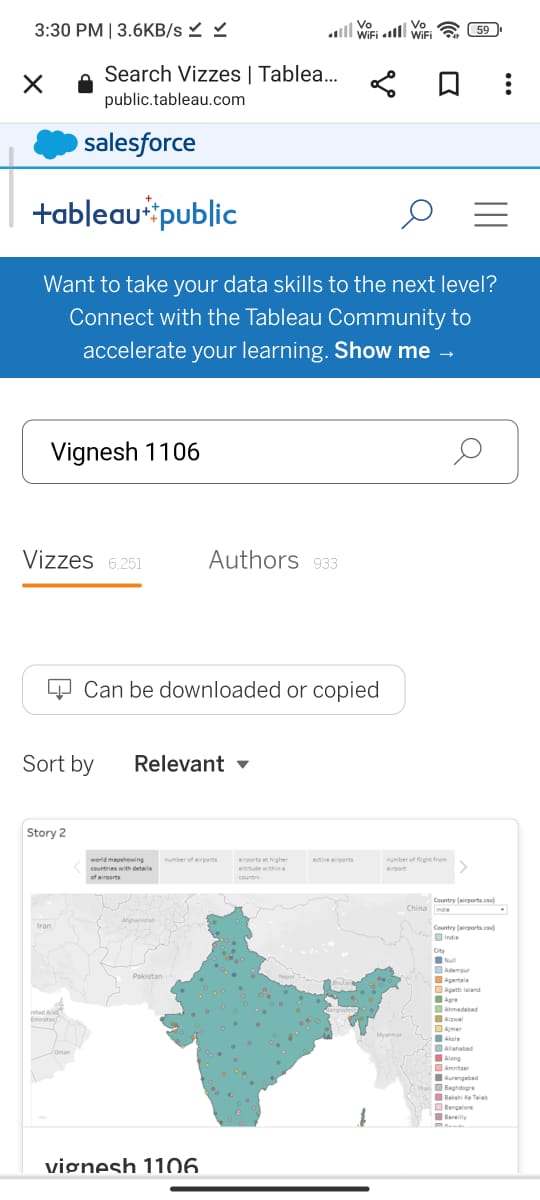 3:30 PM | 3.6KB/s
Vo WiFi Vo WiFi 59
Search Vizzes | Tablea...
public.tableau.com
salesforce
+ableau public
Want to take your data skills to the next level?
Connect with the Tableau Community to
accelerate your learning. Show me →
Vignesh 1106
Vizzes 6,251 Authors 933
Can be downloaded or copied
Sort by Relevant
Story 2
world mapshowing
countries with details
of airoorts
number of airports
airports at higher
altitude within a
country
active airports
number of flight from
airport
Country (airports.csv)
India
Country (airports.csv)
India
City
Null
Adampur
Agartala
Agatti Island
Agra
Ahmedabad
Aizwal
Ajmer
Akola
Allahabad
Along
Amritsar
Aurangabad
Baghdogra
Bakshi Ka Talab
Bangalore
Bareilly
China
Iran
Afghanistan
Pakistan
Nepal
Bhutan
Myanmar
Oman
vignesh 1106